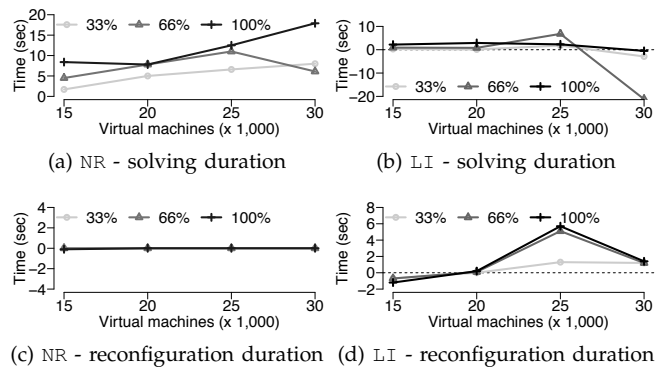 20
15
10
5
0
Time (sec)
33% 66% 100%
15 20 25 30
Virtual machines (x 1,000)
(a) NR - solving duration
10
0
−10
−20
Time (sec)
33% 66% 100%
15 20 25 30
Virtual machines (x 1,000)
(b) LI - solving duration
4
2
0
−2
−4
Time (sec)
33% 66% 100%
15 20 25 30
Virtual machines (x 1,000)
(c) NR - reconfiguration duration
8
6
4
2
0
−2
Time (sec)
33% 66% 100%
15 20 25 30
Virtual machines (x 1,000)
(d) LI - reconfiguration duration